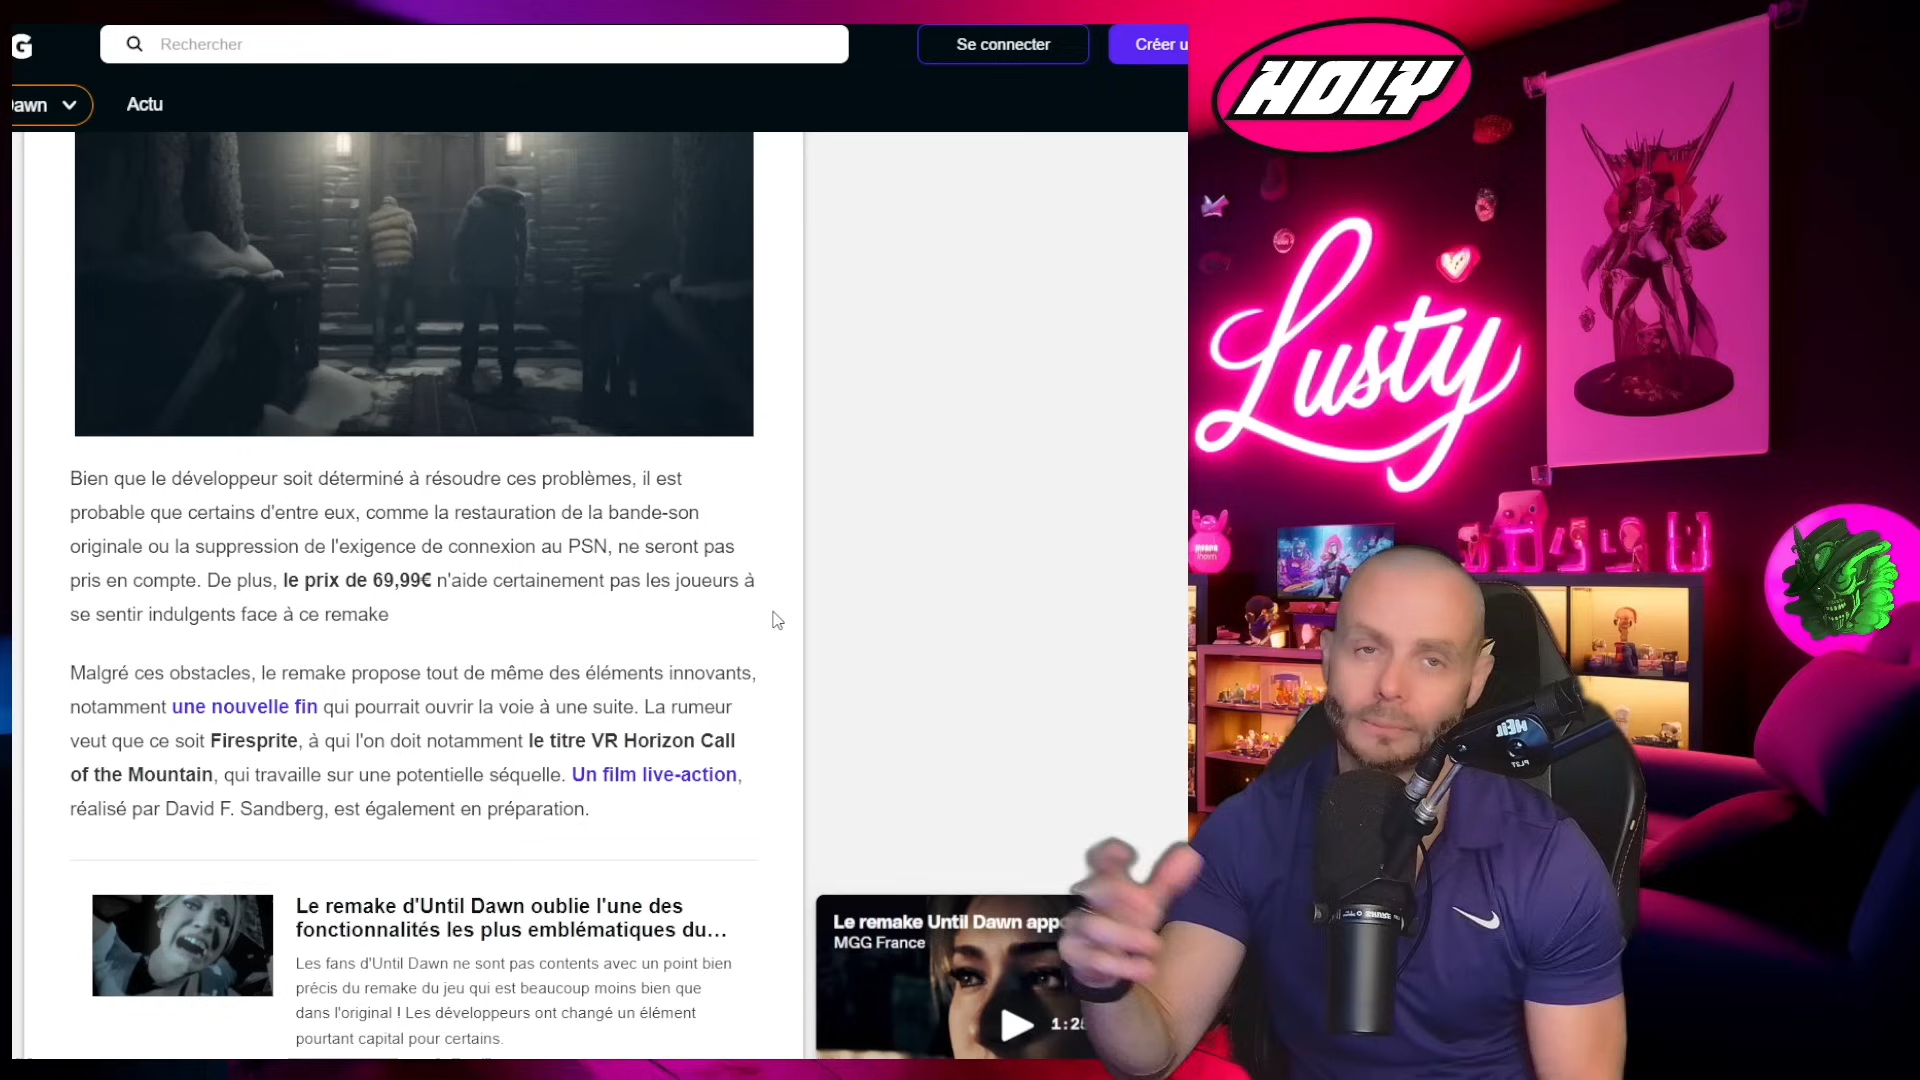 G
Rechercher
Se connecter
Créer u
Dawn
Actu
HOLY
Lusty
Bien que le développeur soit déterminé à résoudre ces problèmes, il est
probable que certains d'entre eux, comme la restauration de la bande-son
originale ou la suppression de l'exigence de connexion au PSN, ne seront pas
pris en compte. De plus, le prix de 69,99€ n'aide certainement pas les joueurs à
se sentir indulgents face à ce remake
Malgré ces obstacles, le remake propose tout de même des éléments innovants,
notamment une nouvelle fin qui pourrait ouvrir la voie à une suite. La rumeur
veut que ce soit Firesprite, à qui l'on doit notamment le titre VR Horizon Call
of the Mountain, qui travaille sur une potentielle séquelle. Un film live-action,
réalisé par David F. Sandberg, est également en préparation.
Le remake d'Until Dawn oublie l'une des
fonctionnalités les plus emblématiques du...
Les fans d'Until Dawn ne sont pas contents avec un point bien
précis du remake du jeu qui est beaucoup moins bien que
dans l'original ! Les développeurs ont changé un élément
pourtant capital pour certains.
Le remake Until Dawn appo
MGG France
1:25